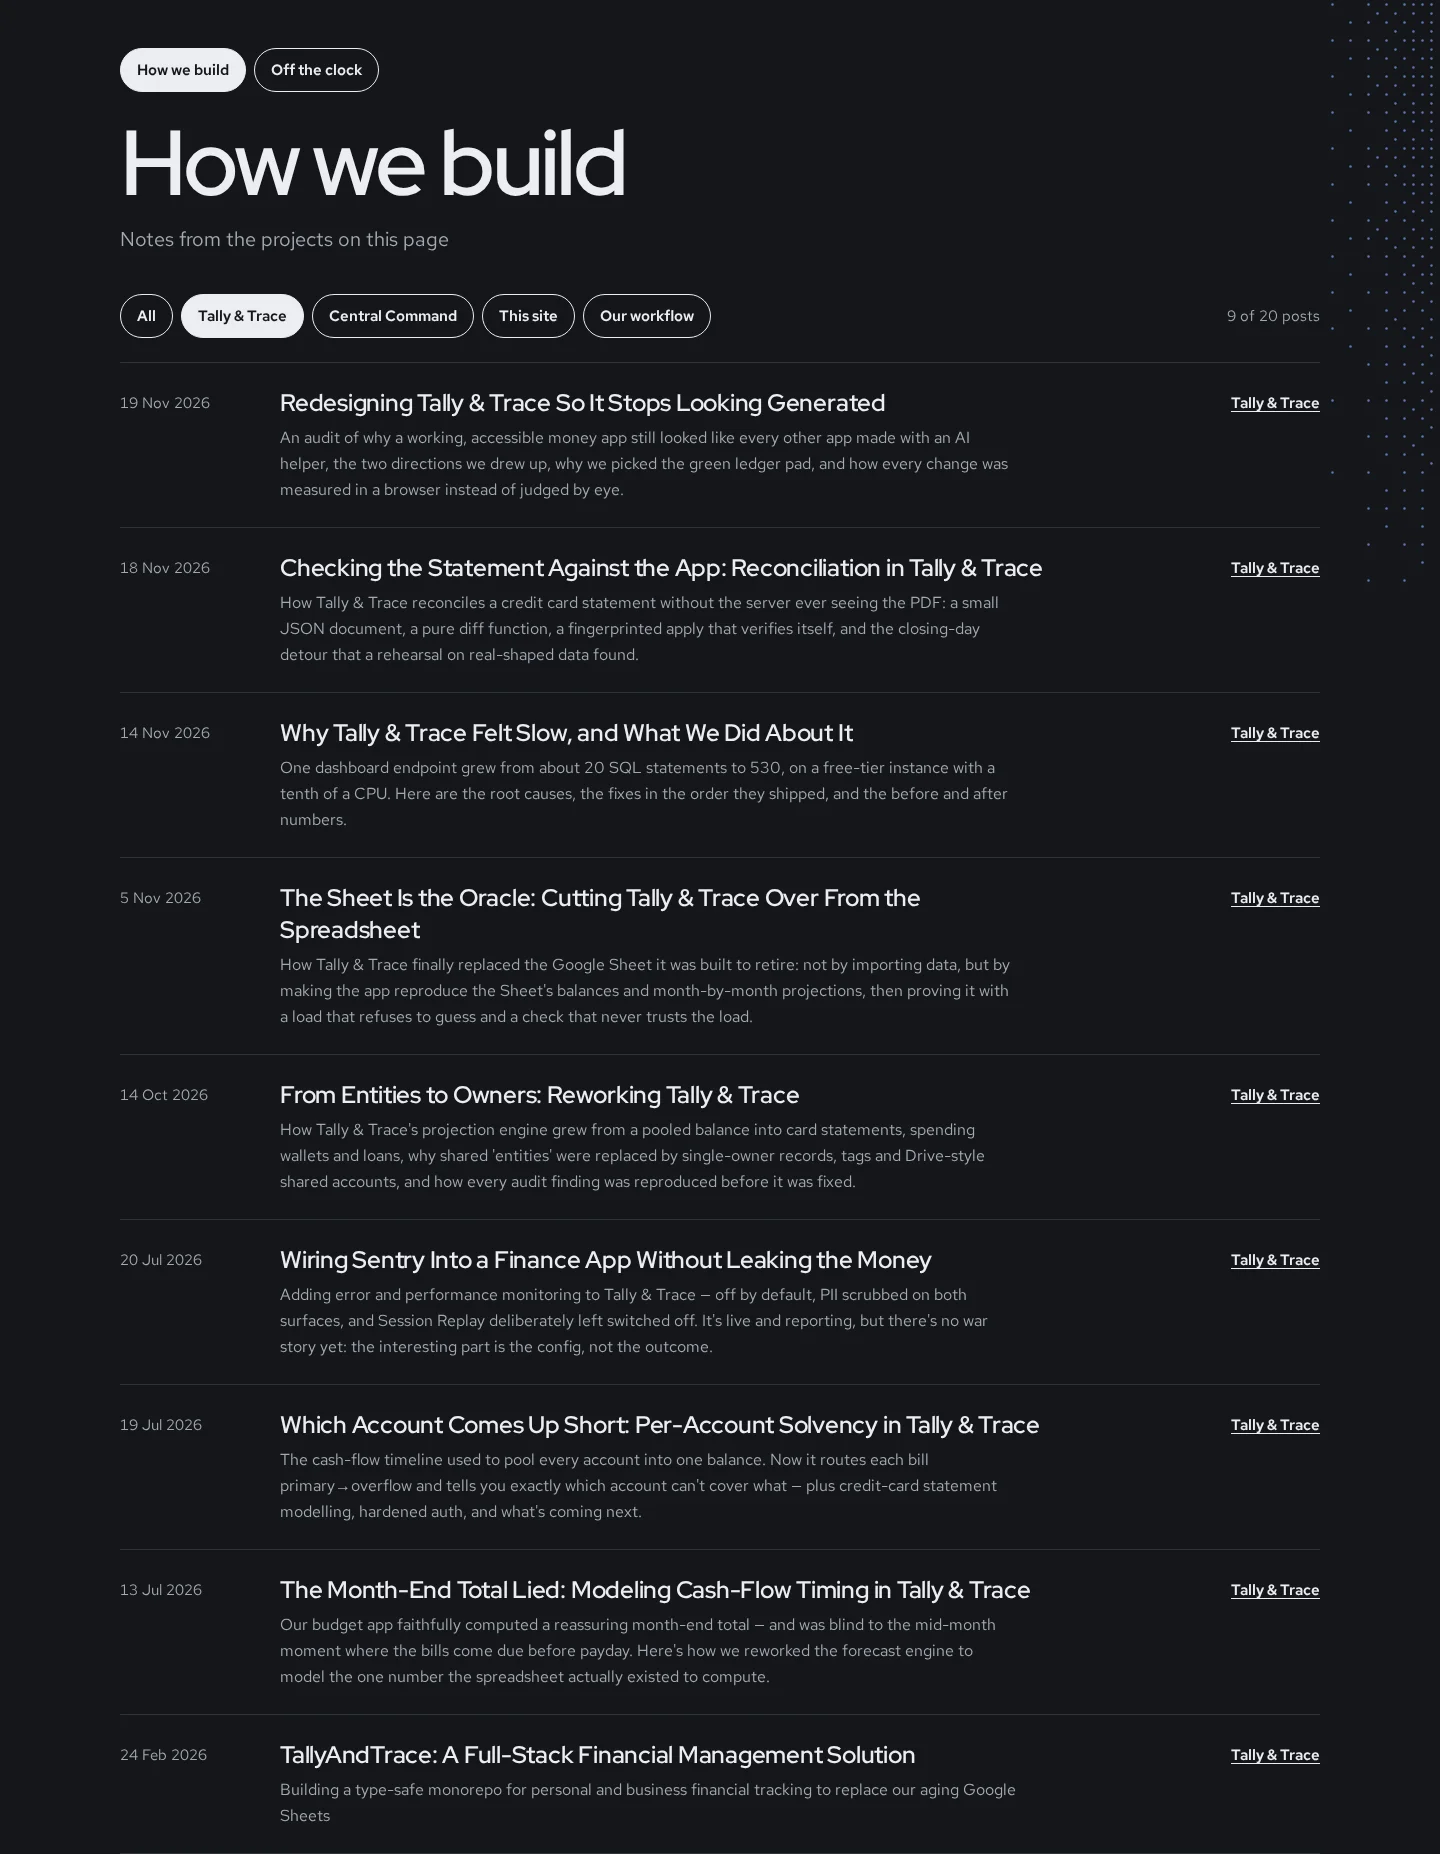 How we build
Off the clock
How we build
Notes from the projects on this page
All
Tally & Trace
Central Command
This site
Our workflow
9 of 20 posts
19 Nov 2026
Redesigning Tally & Trace So It Stops Looking Generated
Tally & Trace
An audit of why a working, accessible money app still looked like every other app made with an AI
helper, the two directions we drew up, why we picked the green ledger pad, and how every change was
measured in a browser instead of judged by eye.
18 Nov 2026
Checking the Statement Against the App: Reconciliation in Tally & Trace
Tally & Trace
How Tally & Trace reconciles a credit card statement without the server ever seeing the PDF: a small
JSON document, a pure diff function, a fingerprinted apply that verifies itself, and the closing-day
detour that a rehearsal on real-shaped data found.
14 Nov 2026
Why Tally & Trace Felt Slow, and What We Did About It
Tally & Trace
One dashboard endpoint grew from about 20 SQL statements to 530, on a free-tier instance with a
tenth of a CPU. Here are the root causes, the fixes in the order they shipped, and the before and after
numbers.
5 Nov 2026
The Sheet Is the Oracle: Cutting Tally & Trace Over From the
Spreadsheet
Tally & Trace
How Tally & Trace finally replaced the Google Sheet it was built to retire: not by importing data, but by
making the app reproduce the Sheet's balances and month-by-month projections, then proving it with
a load that refuses to guess and a check that never trusts the load.
14 Oct 2026
From Entities to Owners: Reworking Tally & Trace
Tally & Trace
How Tally & Trace's projection engine grew from a pooled balance into card statements, spending
wallets and loans, why shared 'entities' were replaced by single-owner records, tags and Drive-style
shared accounts, and how every audit finding was reproduced before it was fixed.
20 Jul 2026
Wiring Sentry Into a Finance App Without Leaking the Money
Tally & Trace
Adding error and performance monitoring to Tally & Trace — off by default, PII scrubbed on both
surfaces, and Session Replay deliberately left switched off. It's live and reporting, but there's no war
story yet: the interesting part is the config, not the outcome.
19 Jul 2026
Which Account Comes Up Short: Per-Account Solvency in Tally & Trace
Tally & Trace
The cash-flow timeline used to pool every account into one balance. Now it routes each bill
primary→overflow and tells you exactly which account can't cover what — plus credit-card statement
modelling, hardened auth, and what's coming next.
13 Jul 2026
The Month-End Total Lied: Modeling Cash-Flow Timing in Tally & Trace
Tally & Trace
Our budget app faithfully computed a reassuring month-end total — and was blind to the mid-month
moment where the bills come due before payday. Here's how we reworked the forecast engine to
model the one number the spreadsheet actually existed to compute.
24 Feb 2026
TallyAndTrace: A Full-Stack Financial Management Solution
Tally & Trace
Building a type-safe monorepo for personal and business financial tracking to replace our aging Google
Sheets